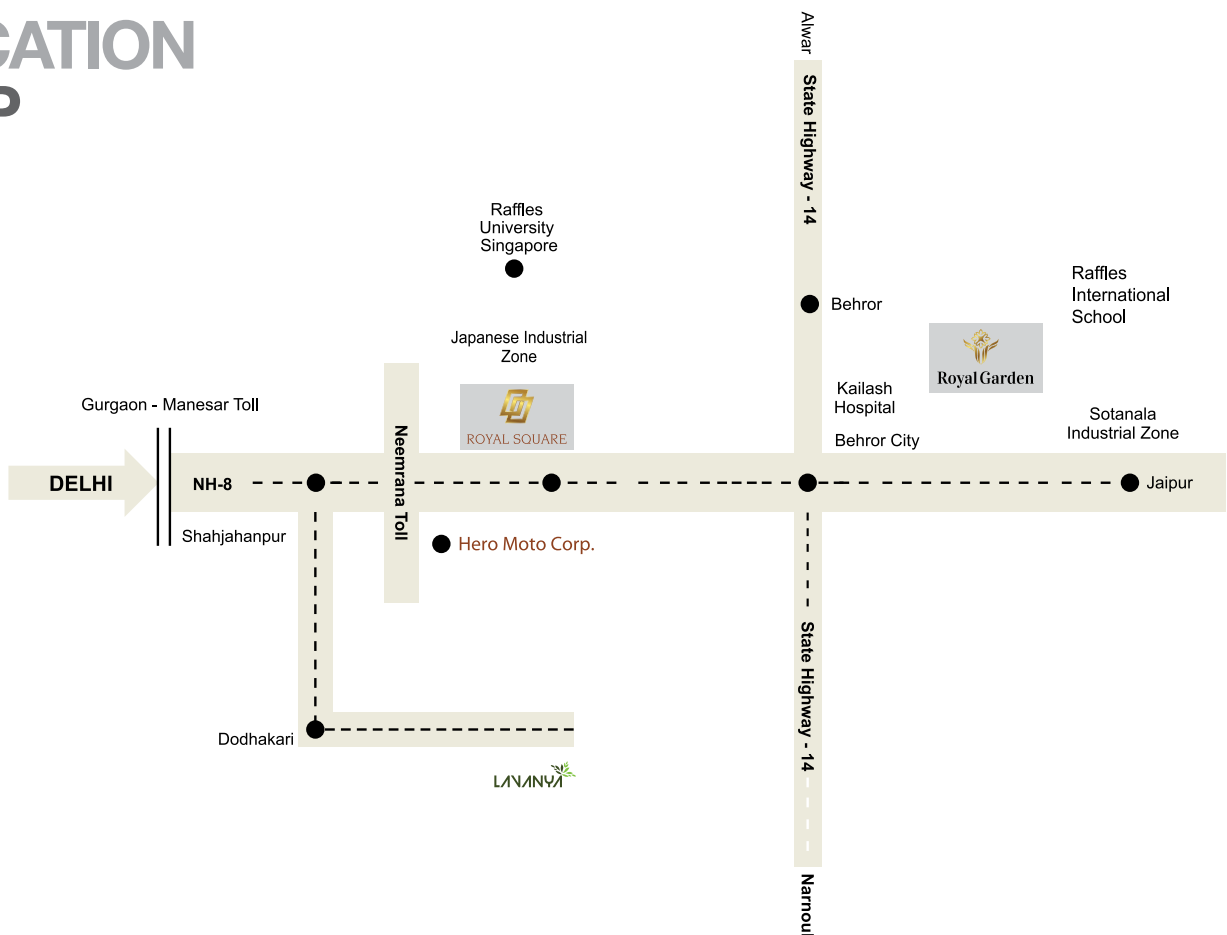 CATION
P
Alwar
State Highway - 14
Raffles
University
Singapore
Behror
Raffles
International
School
Japanese Industrial
Zone
Royal Garden
ROYAL SQUARE
Kailash
Hospital
Behror City
Sotanala
Industrial Zone
Gurgaon - Manesar Toll
DELHI
NH-8
Neemrana Toll
Jaipur
Shahjahanpur
Hero Moto Corp.
State Highway - 14
Dodhakari
LAVANYA
Narnoul